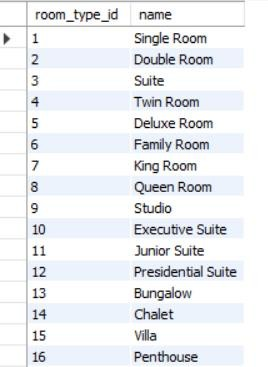 room_type_id name
1 Single Room
2 Double Room
3 Suite
4 Twin Room
5 Deluxe Room
6 Family Room
7 King Room
8 Queen Room
9 Studio
10 Executive Suite
11 Junior Suite
12 Presidential Suite
13 Bungalow
14 Chalet
15 Villa
16 Penthouse